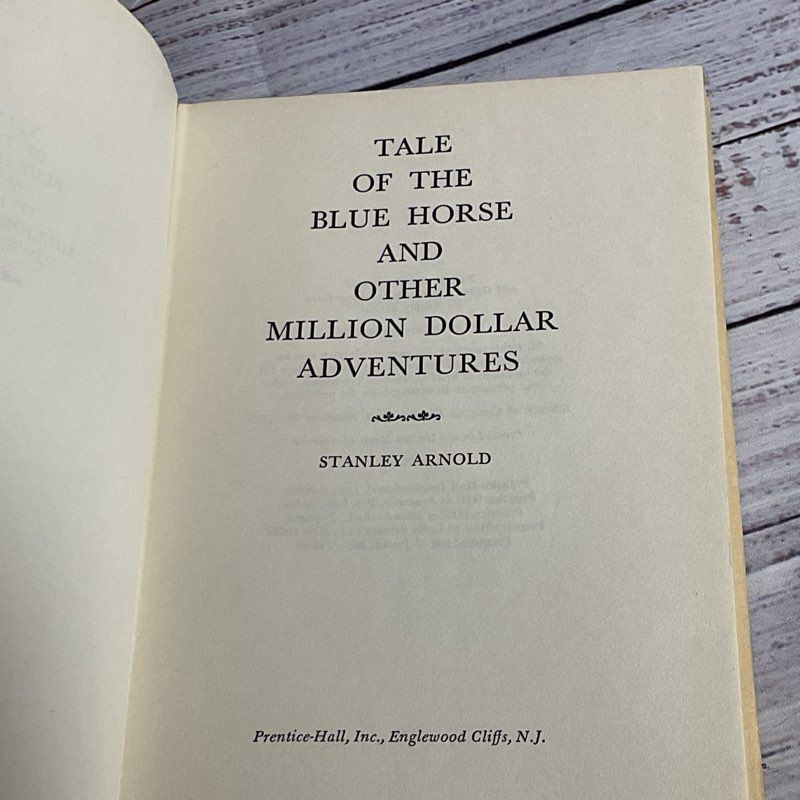 TALE
OF THE
BLUE HORSE
AND
OTHER
MILLION DOLLAR
ADVENTURES
STANLEY ARNOLD
Prentice-Hall, Inc., Englewood Cliffs, N.J.